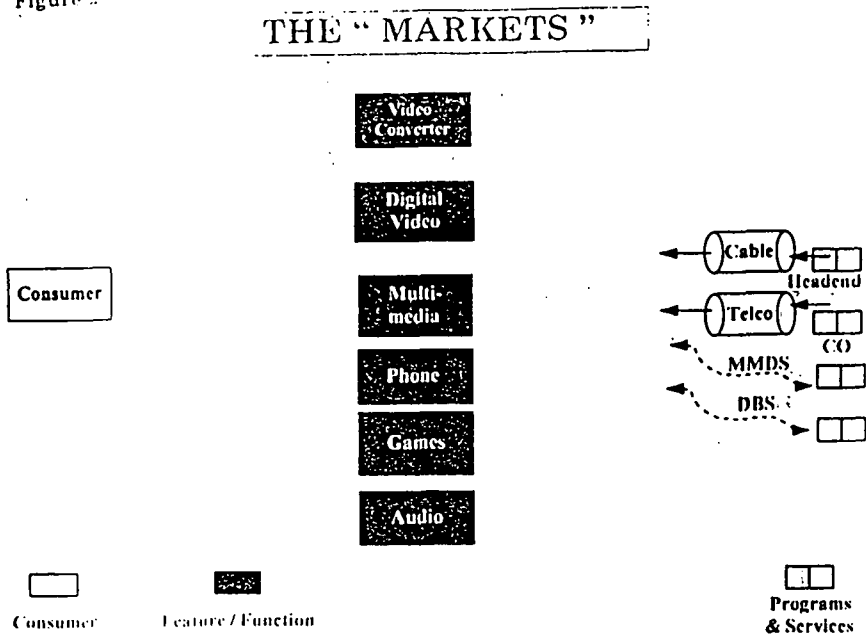 Figure
THE “ MARKETS ”
Video
Converter
Digital
Video
Consumer
Multi-
media
Phone
Games
Audio
Cable
Headend
Telco
CO
MMDS
DBS
Consumer
Feature / Function
Programs
& Services